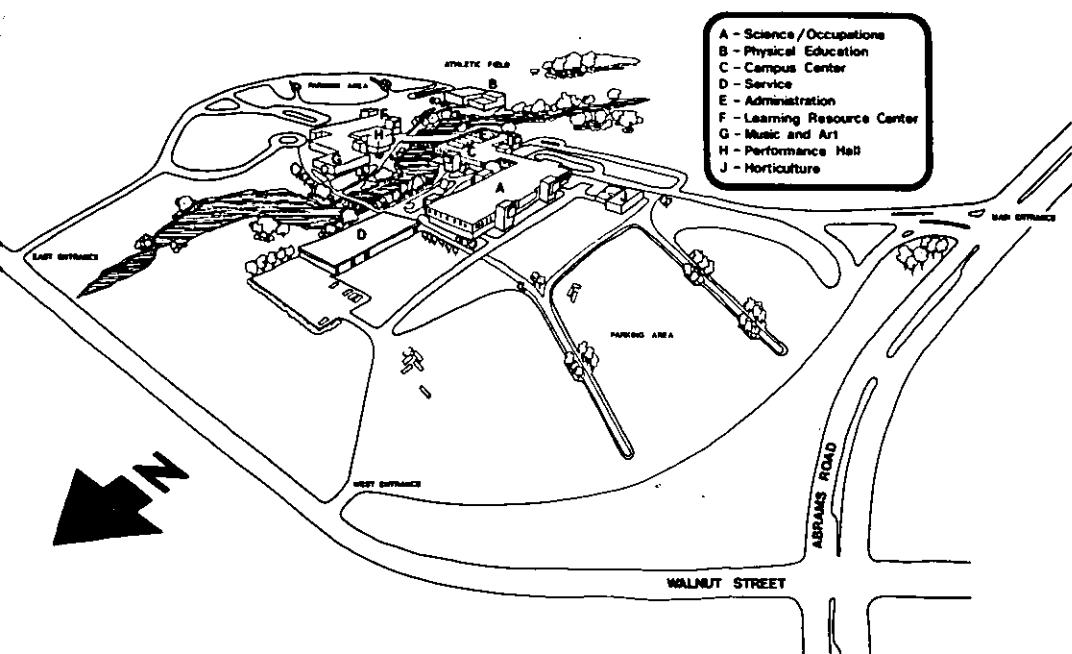 A - Science/Occupations
B - Physical Education
C - Campus Center
D - Service
E - Administration
F - Learning Resource Center
G - Music and Art
H - Performance Hall
J - Horticulture
ATHLETIC FIELD
B
PARKING AREA
F
H
E
G
C
A
J
D
MAIN ENTRANCE
EAST ENTRANCE
PARKING AREA
N
WEST ENTRANCE
ABRAMS ROAD
WALNUT STREET